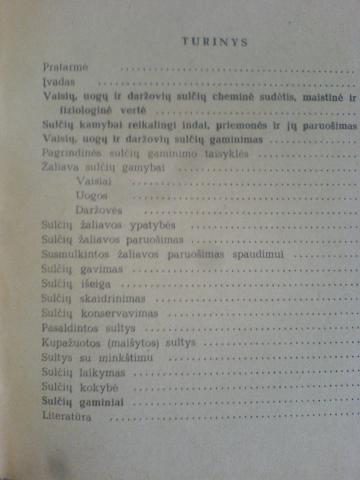 TURINYS
Pratarmė
Įvadas
Vaisių, uogų ir daržovių sulčių cheminė sudėtis, maistinė ir
fiziologinė vertė
Sulčių kamybai reikalingi indai, priemonės ir jų paruošimas
Vaisių, uogų ir daržovių sulčių gaminimas
Pagrindinės sulčių gaminimo taisyklės
Žaliava sulčių gamybai
Vaisiai
Uogos
Daržovės
Sulčių žaliavos ypatybės
Sulčių žaliavos paruošimas
Susmulkintos žaliavos paruošimas spaudimui
Sulčių gavimas
Sulčių išeiga
Sulčių skaidrinimas
Sulčių konservavimas
Pasaldintos sultys
Kupažuotos (maišytos) sultys
Sultys su minkštimu
Sulčių laikymas
Sulčių kokybė
Sulčių gaminiai
Literatūra